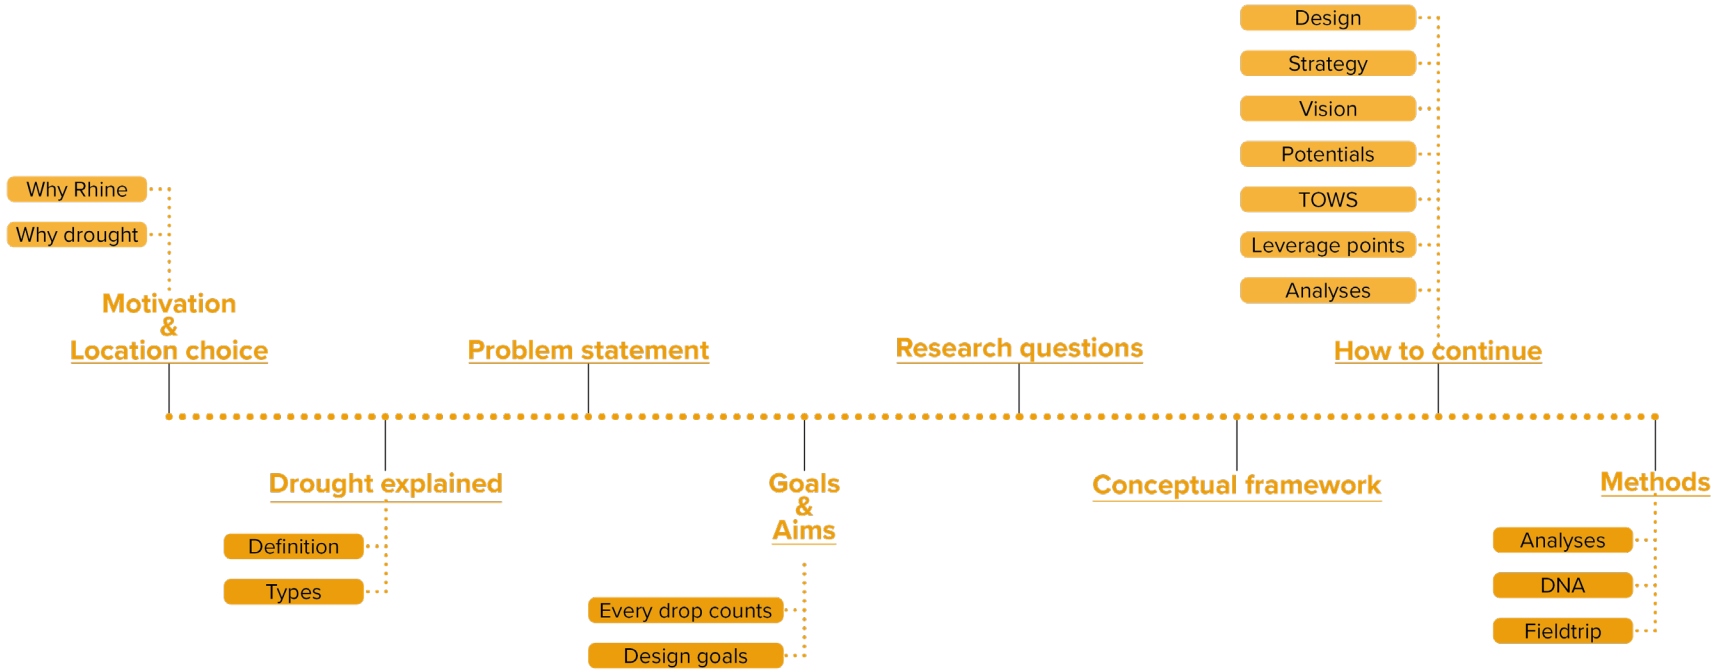 Design
Strategy
Vision
Potentials
TOWS
Leverage points
Analyses
Why Rhine
Why drought
Motivation
&
Location choice
Problem statement
Research questions
How to continue
Drought explained
Definition
Types
Goals
&
Aims
Every drop counts
Design goals
Conceptual framework
Methods
Analyses
DNA
Fieldtrip